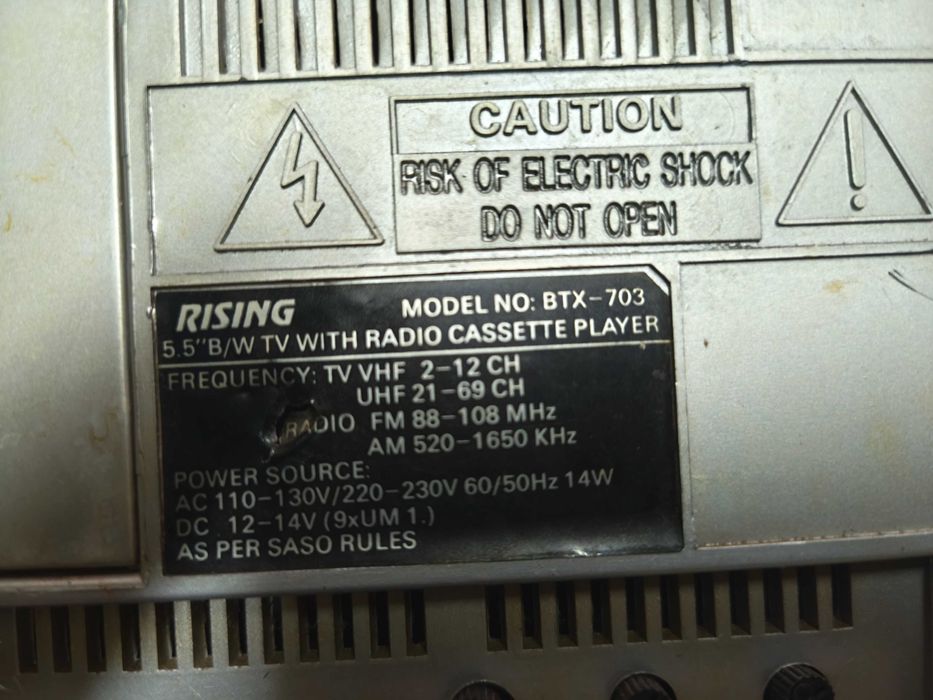 CAUTION
RISK OF ELECTRIC SHOCK
DO NOT OPEN
RISING MODEL NO: BTX-703
5.5"B/W TV WITH RADIO CASSETTE PLAYER
FREQUENCY: TV VHF 2-12 CH
UHF 21-69 CH
RADIO FM 88-108 MHz
AM 520-1650 KHz
POWER SOURCE:
AC 110-130V/220-230V 60/50Hz 14W
DC 12-14V (9xUM 1.)
AS PER SASO RULES